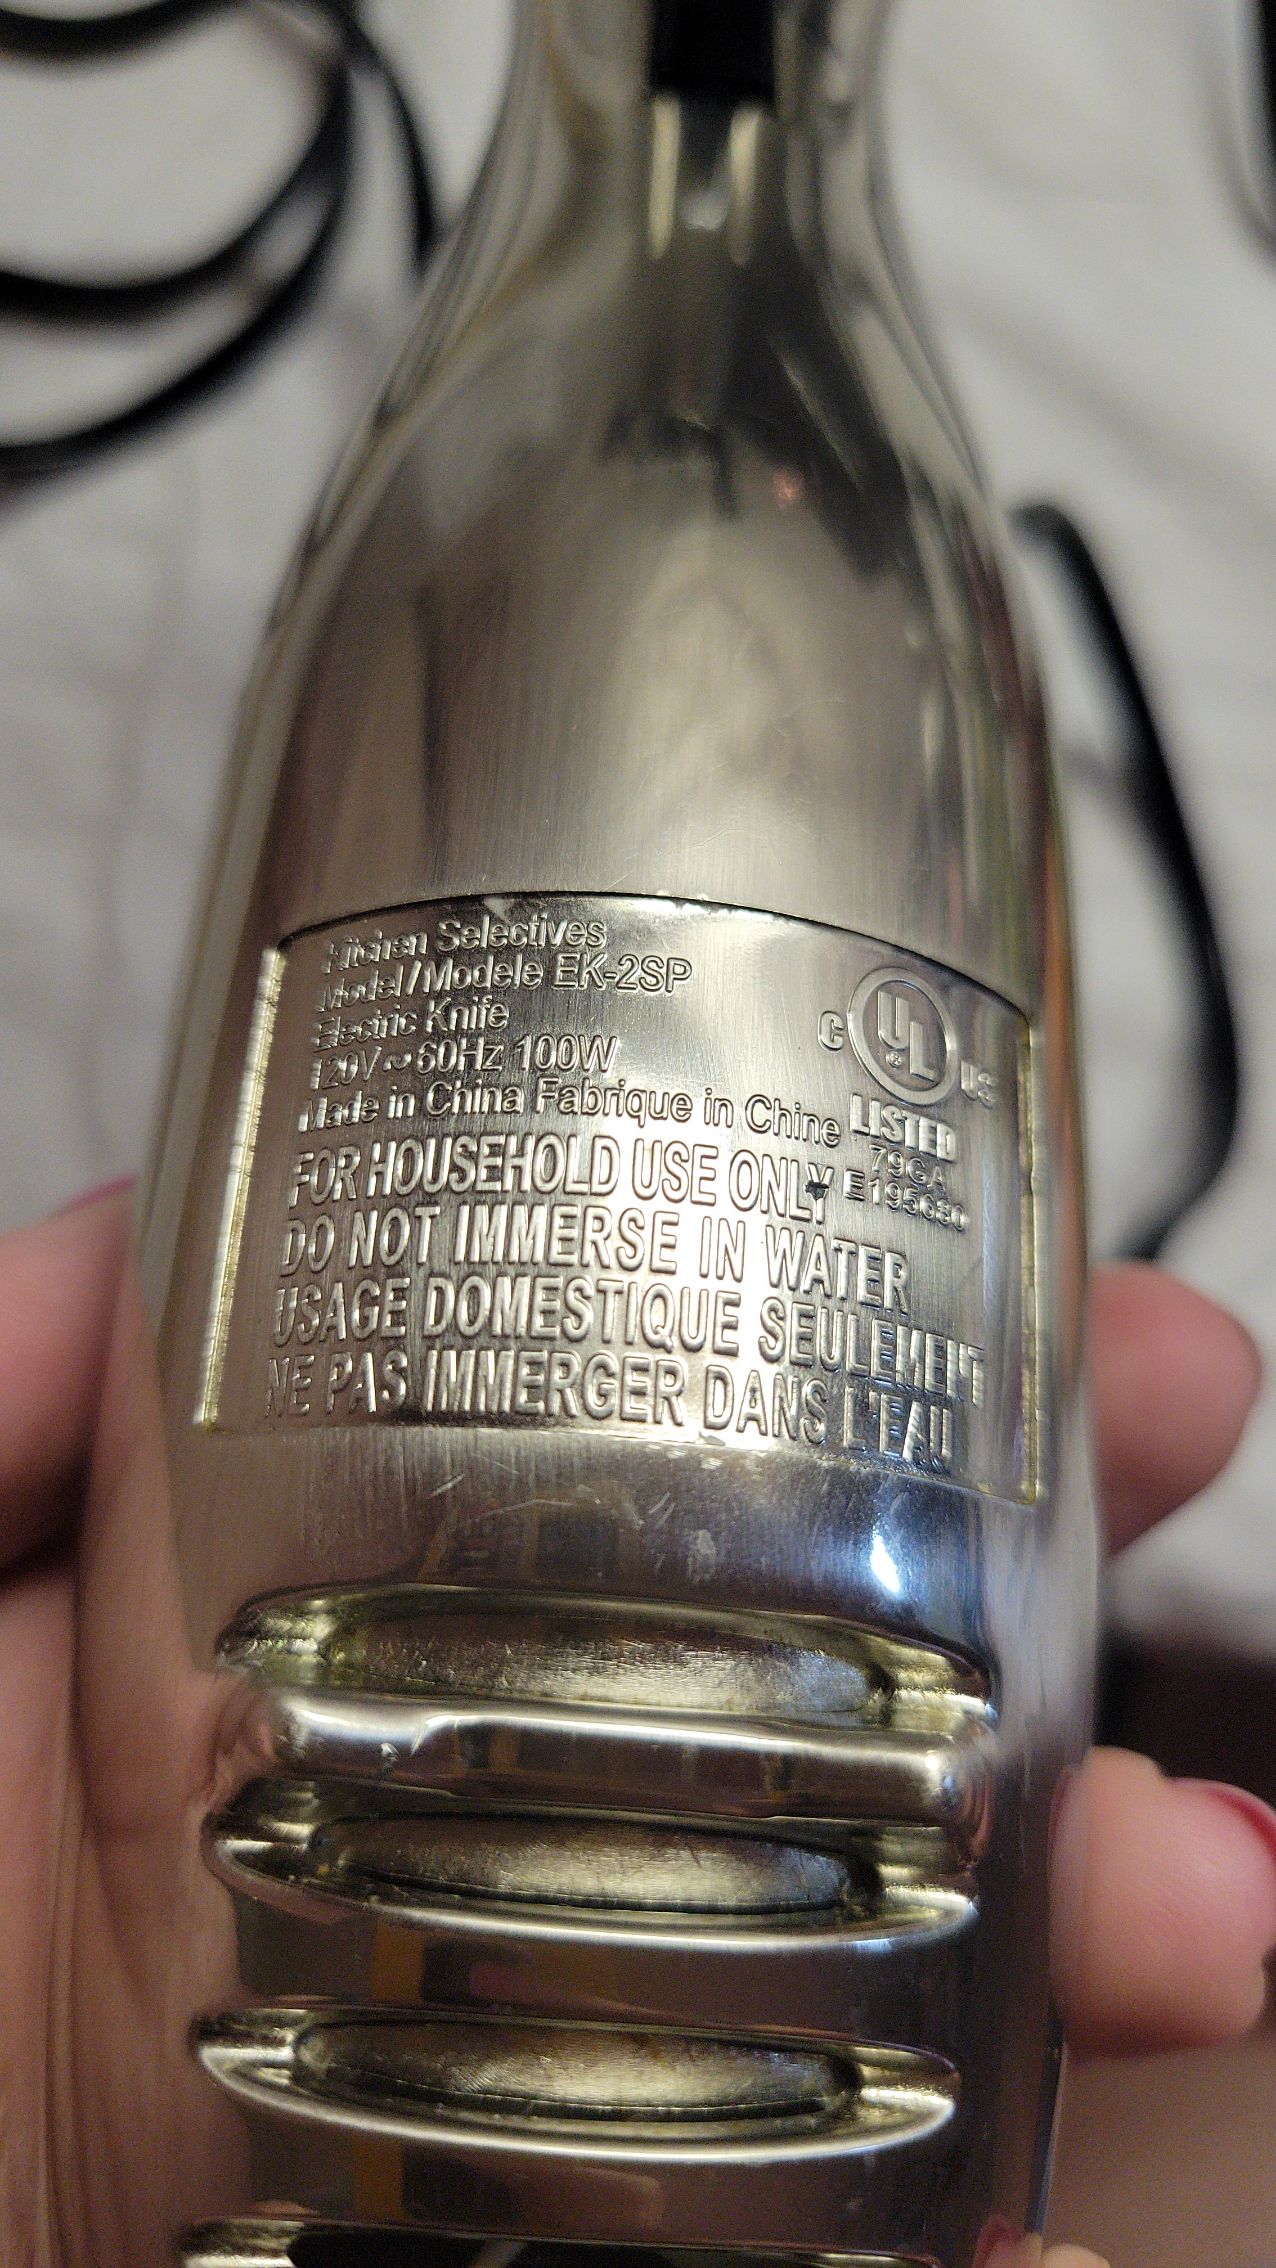 Kitchen Selectives
Model/Modele EK-2SP
Electric Knife
120V~60Hz 100W
Made in China Fabrique in Chine
FOR HOUSEHOLD USE ONLY
DO NOT IMMERSE IN WATER
USAGE DOMESTIQUE SEULEMENT
NE PAS IMMERGER DANS L'EAU
C UL US
®
LISTED
79GA